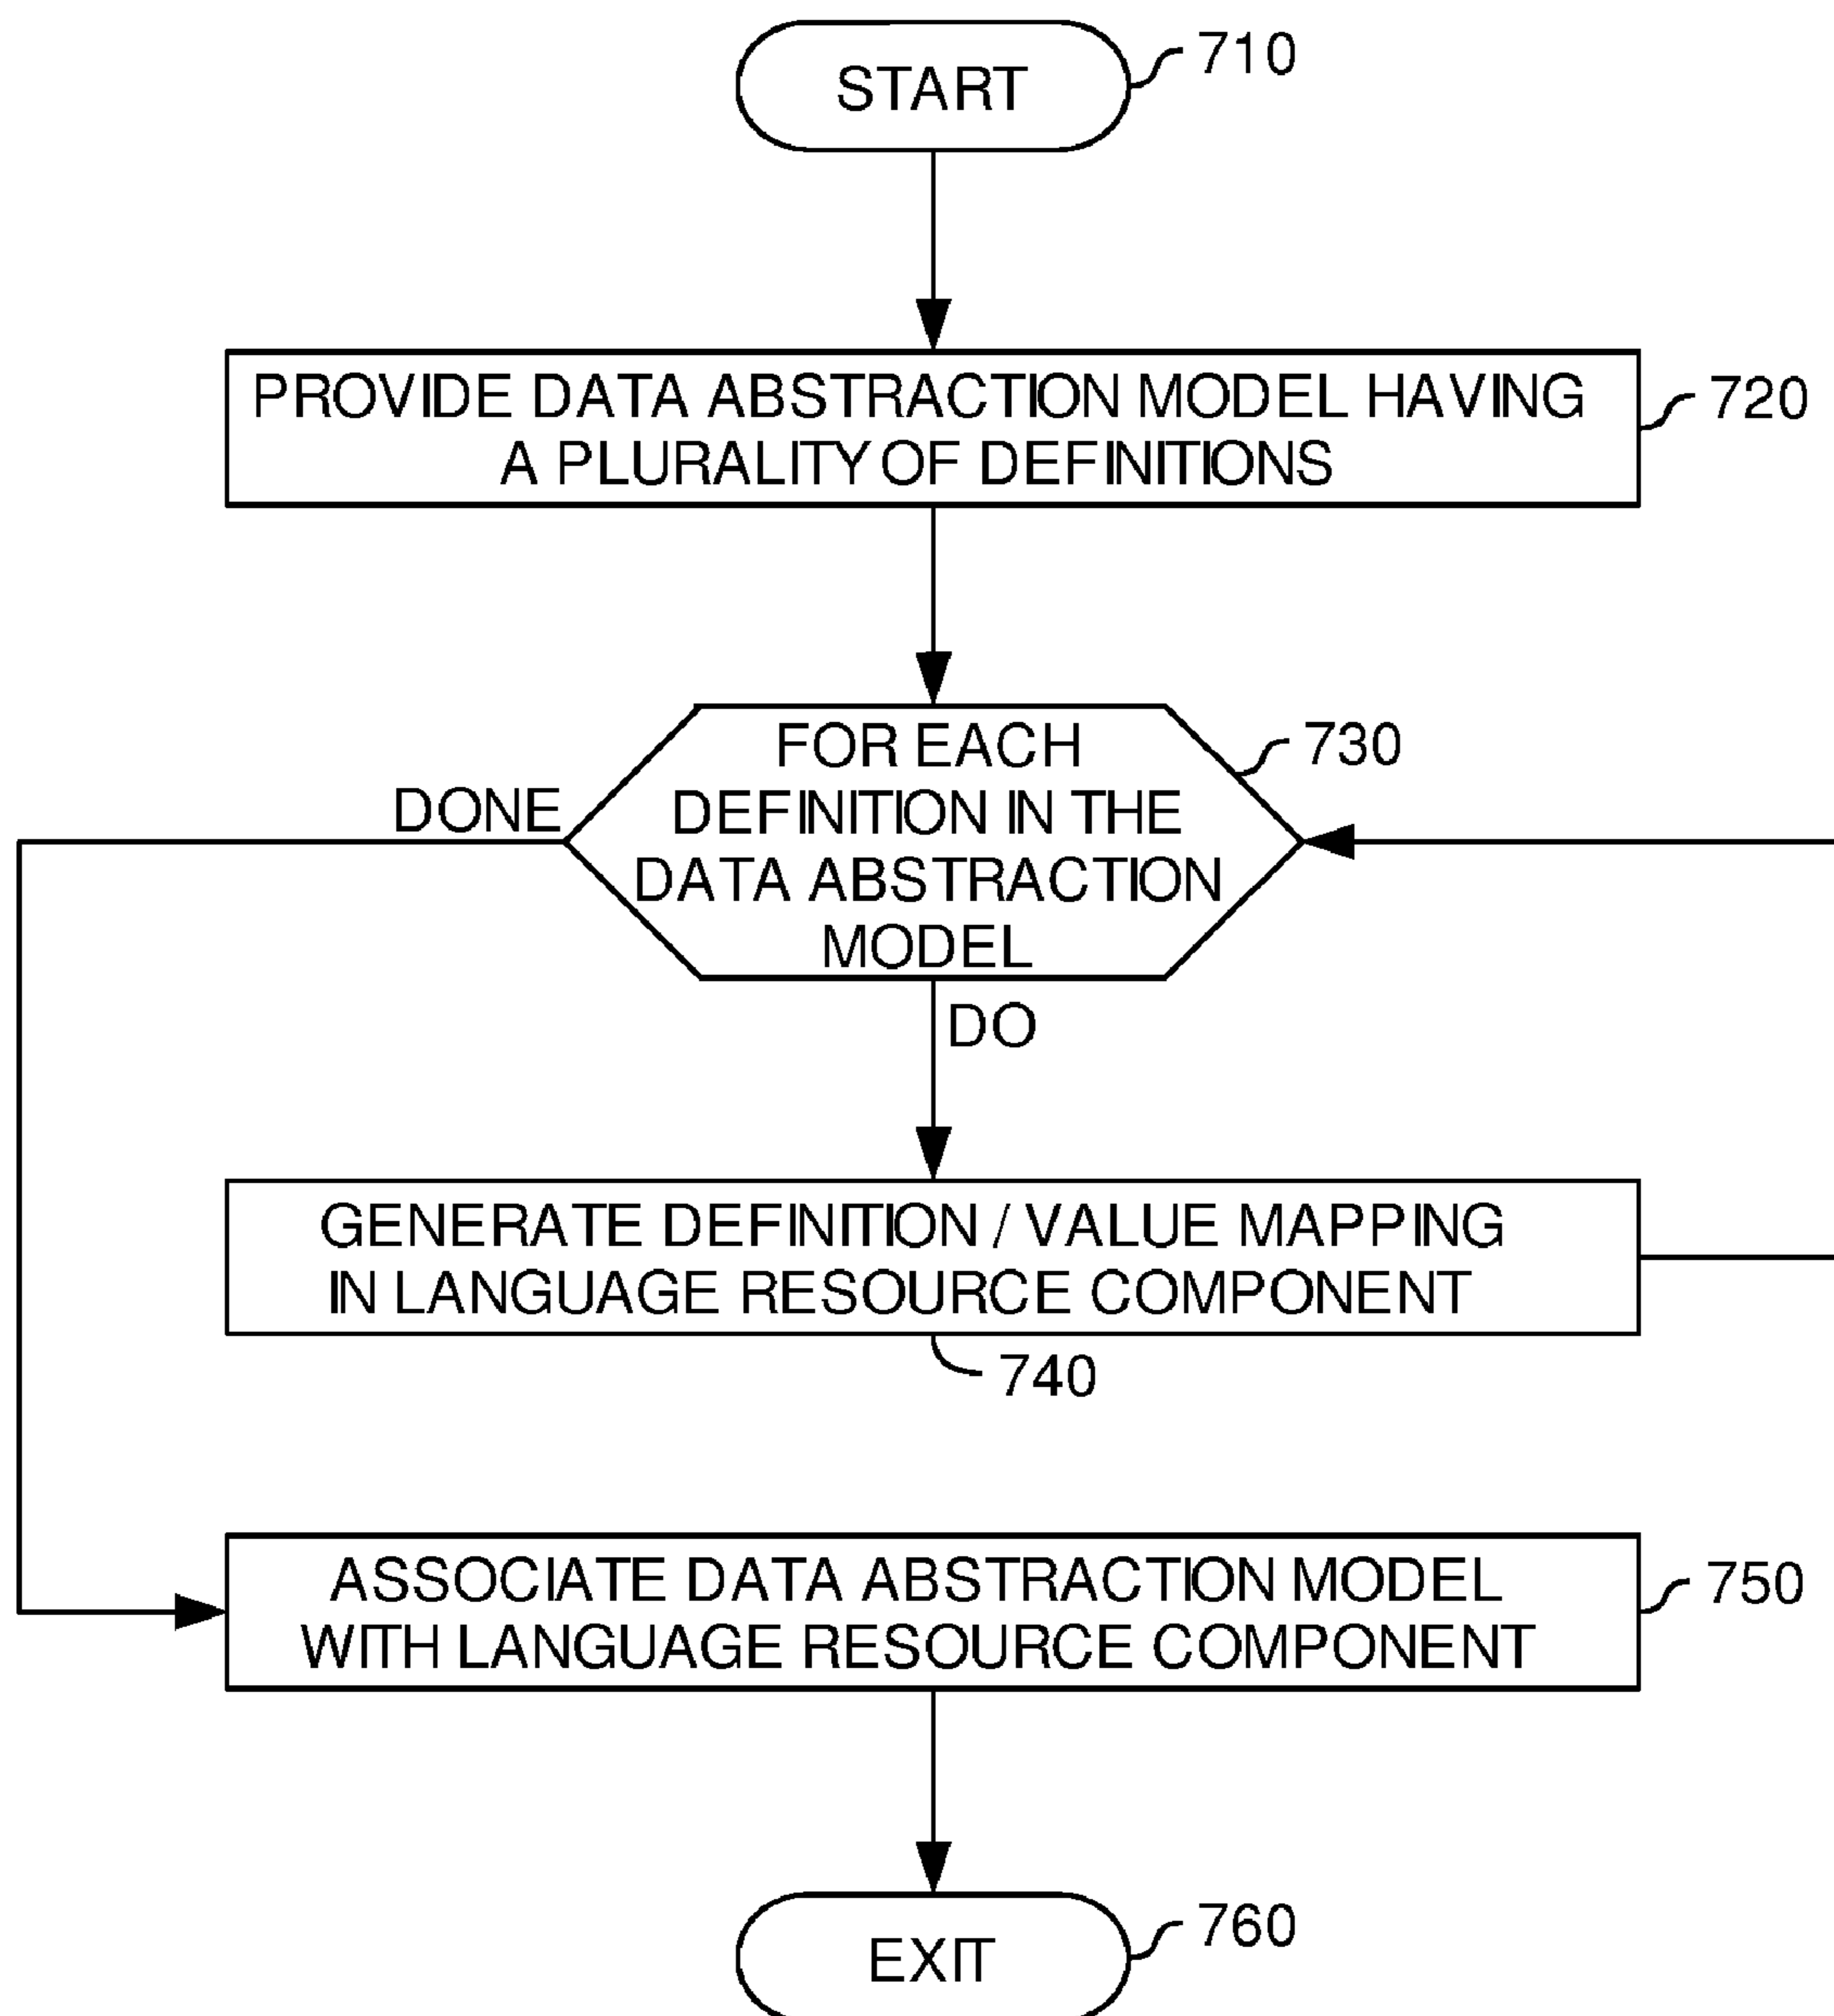 START
710
PROVIDE DATA ABSTRACTION MODEL HAVING
A PLURALITY OF DEFINITIONS
720
FOR EACH
DEFINITION IN THE
DATA ABSTRACTION
MODEL
730
DONE
DO
GENERATE DEFINITION / VALUE MAPPING
IN LANGUAGE RESOURCE COMPONENT
740
ASSOCIATE DATA ABSTRACTION MODEL
WITH LANGUAGE RESOURCE COMPONENT
750
EXIT
760